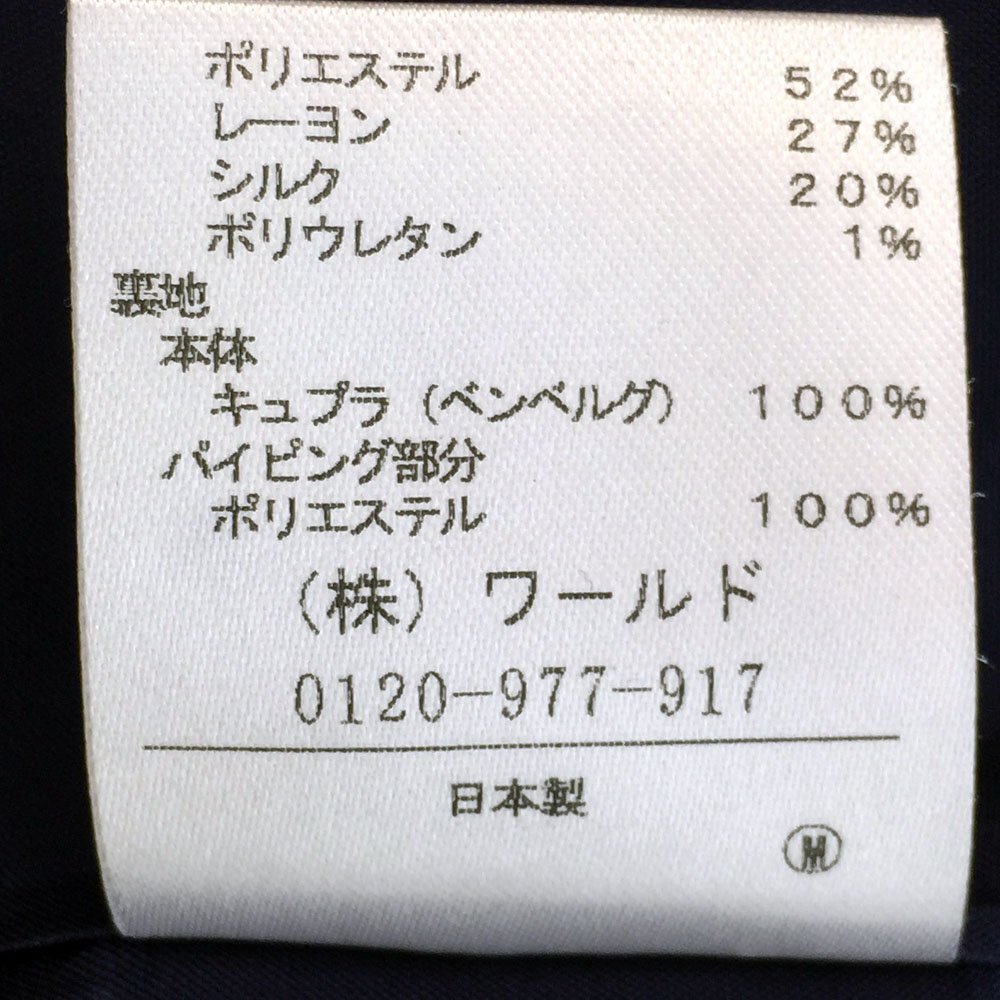 ポリエステル 52%
レーヨン 27%
シルク 20%
ポリウレタン 1%
裏地
本体
キュプラ(ベンベルグ) 100%
パイピング部分
ポリエステル 100%
(株) ワールド
0120-977-917
日本製
M